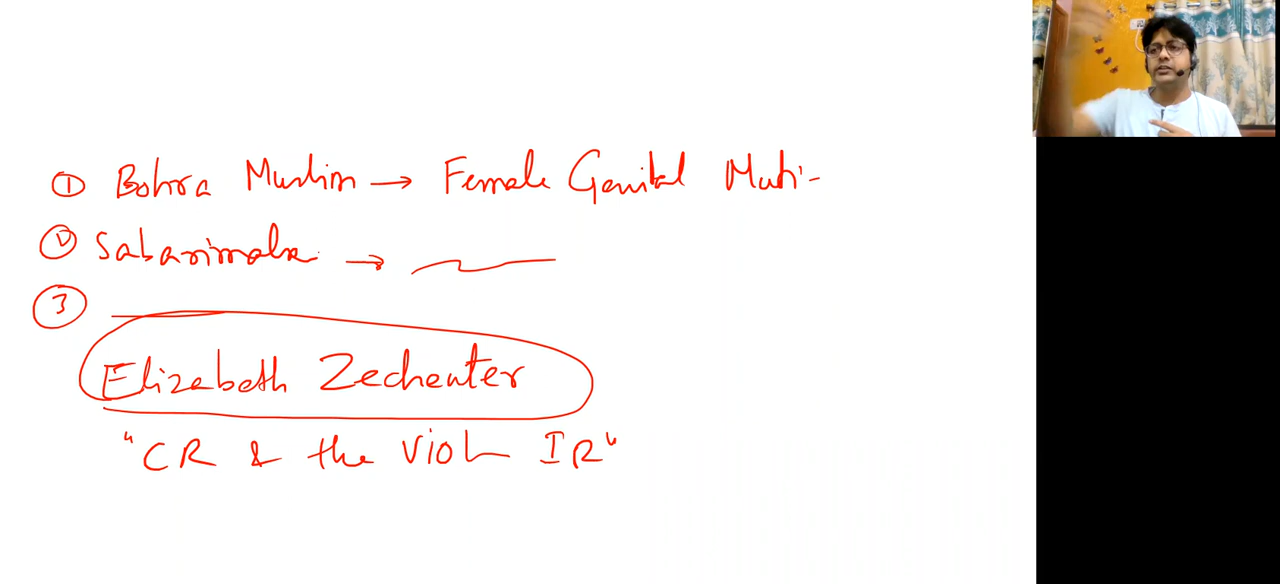 ① Bohra Muslim → Female Genital Muti-
② Sabarimala →
③
Elizabeth Zechenter
"CR & the Viol IR"